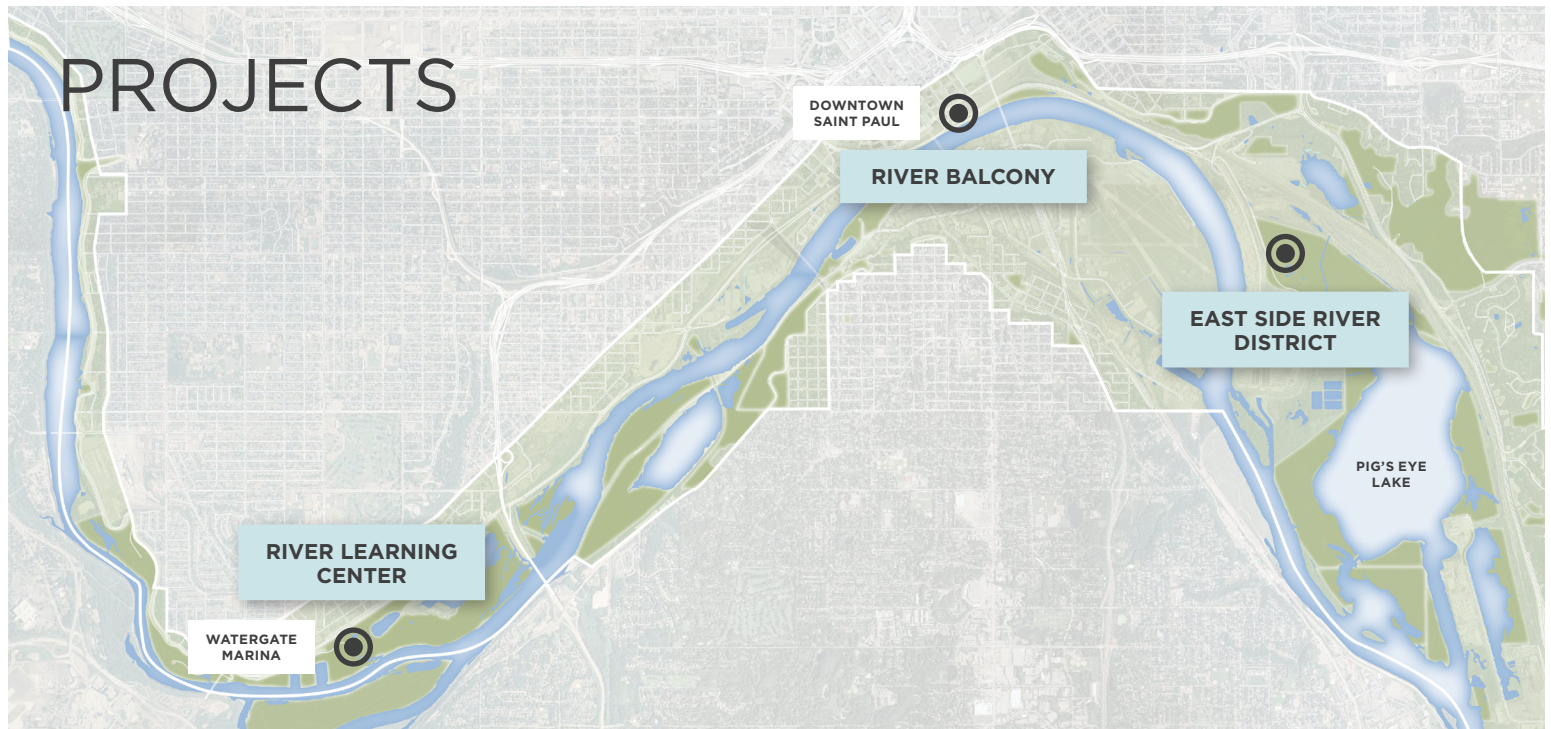 PROJECTS
DOWNTOWN
SAINT PAUL
RIVER BALCONY
EAST SIDE RIVER
DISTRICT
PIG'S EYE
LAKE
RIVER LEARNING
CENTER
WATERGATE
MARINA